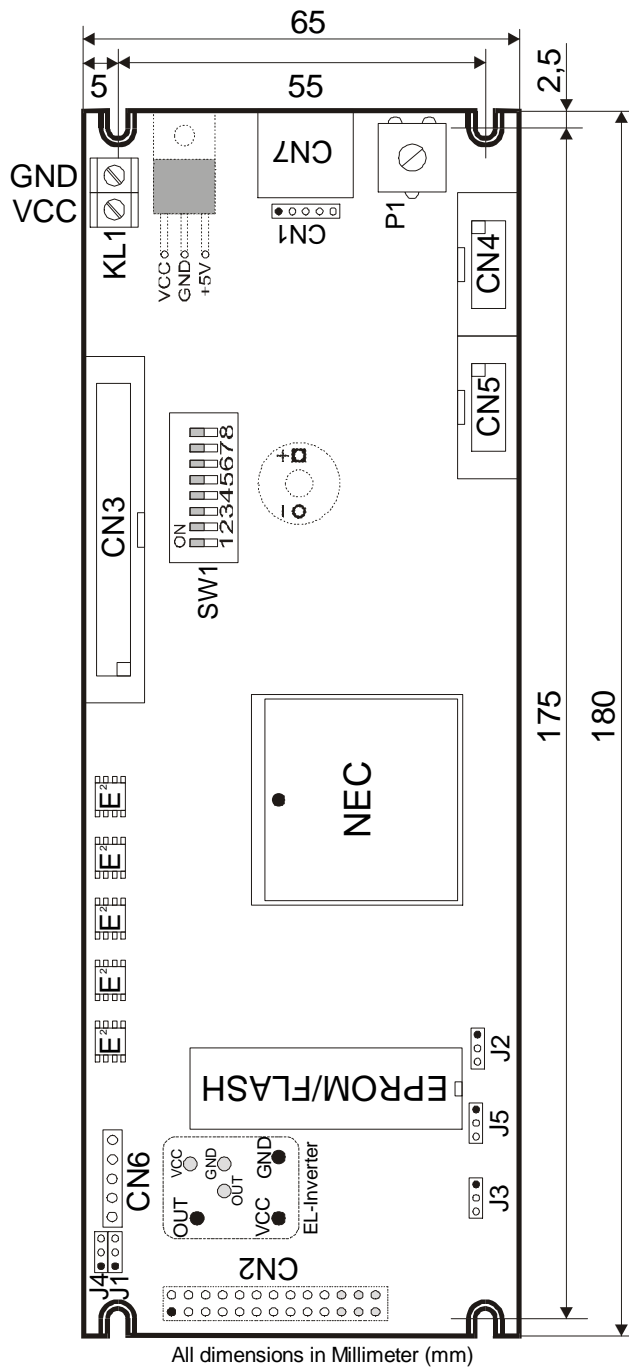 65
5
55
2,5
GND
VCC
KL1
VCC
GND
+5V
CN7
CN1
P1
CN4
CN5
CN3
ON
12345678
SW1
+
-
175
180
NEC
E²
E²
E²
E²
E²
J2
EPROM/FLASH
J5
J3
CN6
VCC
GND
OUT
GND
OUT
VCC
EL-Inverter
J4
J1
CN2
All dimensions in Millimeter (mm)